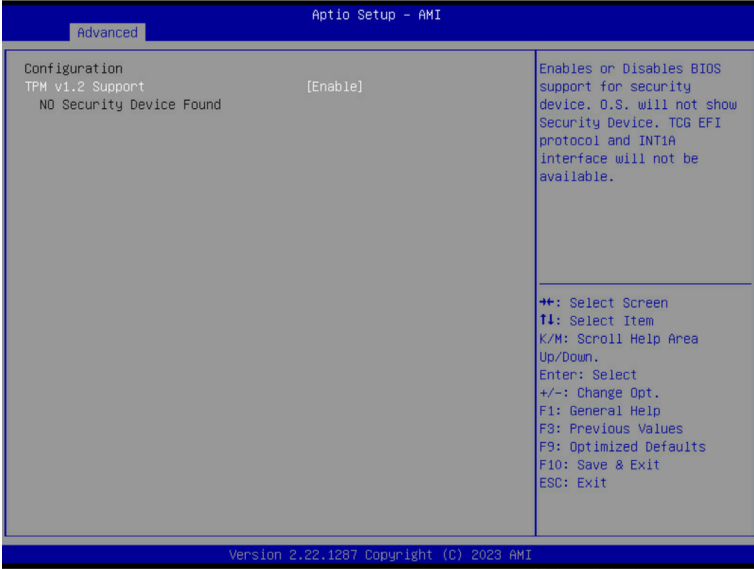 Aptio Setup – AMI
Advanced
Configuration
TPM v1.2 Support [Enable]
NO Security Device Found
Enables or Disables BIOS
support for security
device. O.S. will not show
Security Device. TCG EFI
protocol and INT1A
interface will not be
available.
→←: Select Screen
↑↓: Select Item
K/M: Scroll Help Area
Up/Down.
Enter: Select
+/-: Change Opt.
F1: General Help
F3: Previous Values
F9: Optimized Defaults
F10: Save & Exit
ESC: Exit
Version 2.22.1287 Copyright (C) 2023 AMI